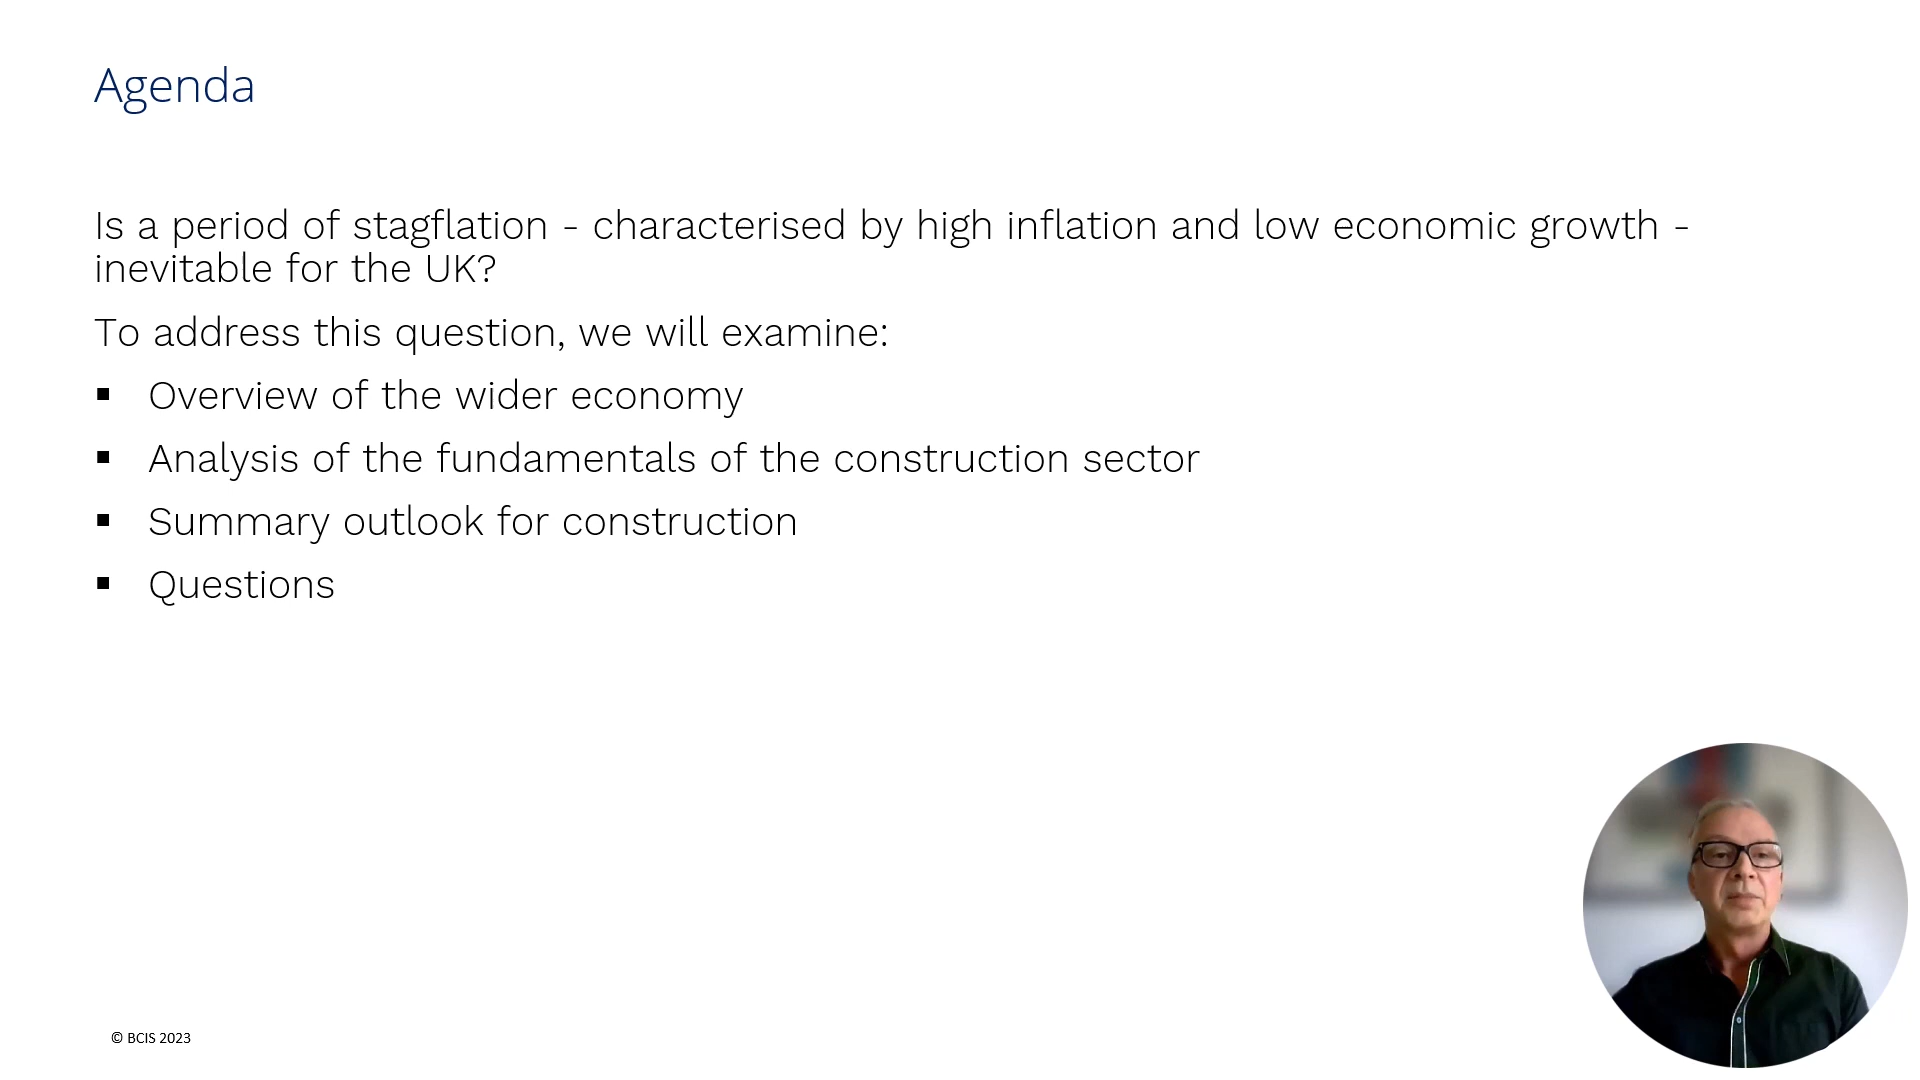 Agenda
Is a period of stagflation - characterised by high inflation and low economic growth -
inevitable for the UK?
To address this question, we will examine:
▪ Overview of the wider economy
▪ Analysis of the fundamentals of the construction sector
▪ Summary outlook for construction
▪ Questions
© BCIS 2023